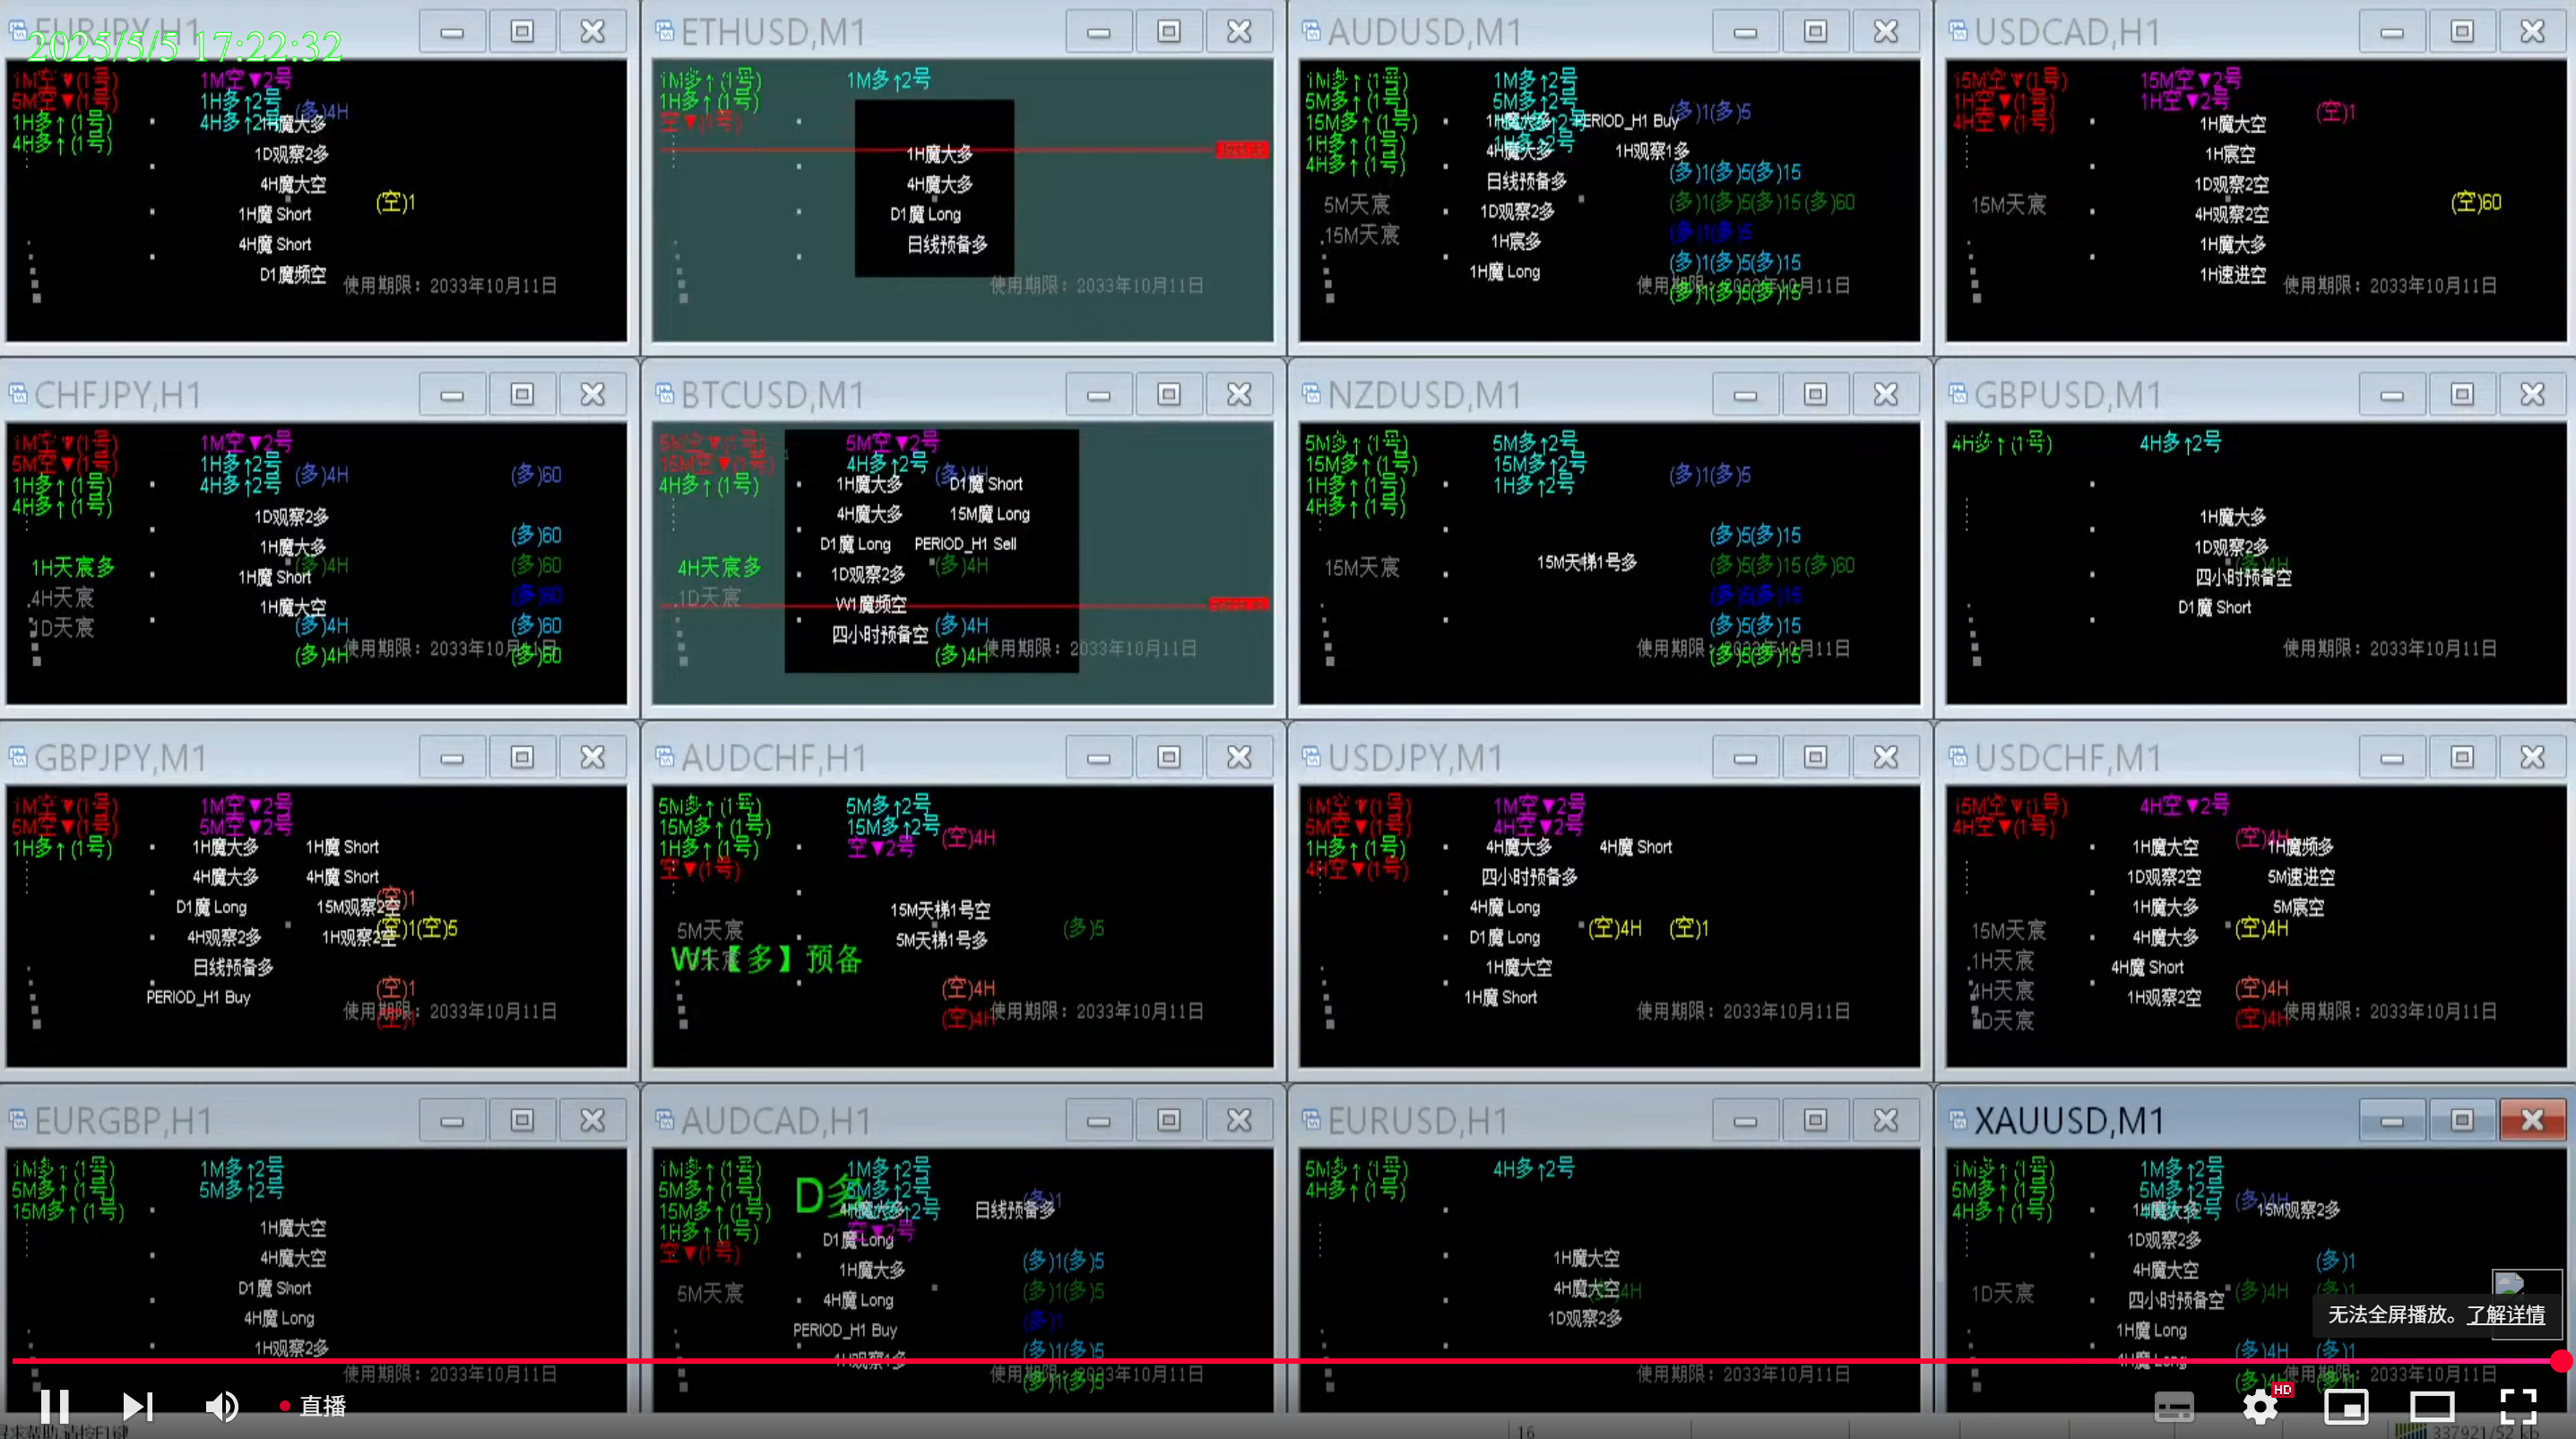 EURJPY,H1
2025/5/5 17:22:32
1M空▼(1号) 1M空▼2号
5M空▼(1号) 1H多↑2号 (多)4H
1H多↑(1号) 4H多↑2号 1H魔大多
4H多↑(1号)
1D观察2多
4H魔大空 (空)1
1H魔 Short
4H魔 Short
D1魔频空
使用期限：2033年10月11日
ETHUSD,M1
1M多↑(1号) 1M多↑2号
1H多↑(1号)
空▼(1号)
1H魔大多
4H魔大多
D1魔 Long
日线预备多
使用期限：2033年10月11日
AUDUSD,M1
1M多↑(1号) 1M多↑2号
5M多↑(1号) 5M多↑2号 (多)1(多)5
15M多↑(1号) 1H魔大多 PERIOD_H1 Buy
1H多↑(1号) 1H多↑2号
4H多↑(1号) 4H魔大多 1H观察1多
日线预备多 (多)1(多)5(多)15
5M天宸 1D观察2多 (多)1(多)5(多)15(多)60
15M天宸 1H宸多 (多)1(多)5
1H魔 Long (多)1(多)5(多)15
使用期限：2033年10月11日
(多)1(多)5(多)15
USDCAD,H1
15M空▼(1号) 15M空▼2号
1H空▼(1号) 1H空▼2号 (空)1
4H空▼(1号) 1H魔大空
1H宸空
1D观察2空
15M天宸 4H观察2空 (空)60
1H魔大多
1H速进空
使用期限：2033年10月11日
CHFJPY,H1
1M空▼(1号) 1M空▼2号
5M空▼(1号) 1H多↑2号 (多)4H (多)60
1H多↑(1号) 4H多↑2号
4H多↑(1号) 1D观察2多
1H魔大多 (多)60
1H天宸多 1H魔 Short (多)4H (多)60
4H天宸 1H魔大空 (多)60
1D天宸 (多)4H (多)60
(多)4H 使用期限：2033年10月11日 (多)60
BTCUSD,M1
5M空▼(1号) 5M空▼2号
15M空▼(1号) 4H多↑2号 (多)4H
4H多↑(1号) 1H魔大多 D1魔 Short
4H魔大多 15M魔 Long
D1魔 Long PERIOD_H1 Sell
4H天宸多 1D观察2多 (多)4H
1D天宸 W1魔频空
四小时预备空 (多)4H
(多)4H 使用期限：2033年10月11日
NZDUSD,M1
5M多↑(1号) 5M多↑2号
15M多↑(1号) 15M多↑2号 (多)1(多)5
1H多↑(1号) 1H多↑2号
4H多↑(1号)
(多)5(多)15
15M天宸 15M天梯1号多 (多)5(多)15(多)60
(多)5(多)15
(多)5(多)15
使用期限：2033年10月11日
(多)5(多)15
GBPUSD,M1
4H多↑(1号) 4H多↑2号
1H魔大多
1D观察2多
(多)4H
四小时预备空
D1魔 Short
使用期限：2033年10月11日
GBPJPY,M1
1M空▼(1号) 1M空▼2号
5M空▼(1号) 5M空▼2号
1H多↑(1号) 1H魔大多 1H魔 Short
4H魔大多 4H魔 Short
(空)1
D1魔 Long 15M观察2空
4H观察2多 1H观察2空 (空)1(空)5
日线预备多
PERIOD_H1 Buy (空)1
使用期限：2033年10月11日
(空)1
AUDCHF,H1
5M多↑(1号) 5M多↑2号
15M多↑(1号) 15M多↑2号 (空)4H
1H多↑(1号) 空▼2号
空▼(1号)
15M天梯1号空
5M天宸 5M天梯1号多 (多)5
W1【多】预备
(空)4H
(空)4H 使用期限：2033年10月11日
USDJPY,M1
1M空▼(1号) 1M空▼2号
5M空▼(1号) 4H空▼2号
1H多↑(1号) 4H魔大多 4H魔 Short
4H空▼(1号) 四小时预备多
4H魔 Long
D1魔 Long (空)4H (空)1
1H魔大空
1H魔 Short
使用期限：2033年10月11日
USDCHF,M1
15M空▼(1号) 4H空▼2号
4H空▼(1号) (空)4H
1H魔大空 1H魔频多
1D观察2空 5M速进空
1H魔大多 5M宸空
15M天宸 4H魔大多 (空)4H
1H天宸 4H魔 Short
4H天宸 1H观察2空 (空)4H
1D天宸 (空)4H 使用期限：2033年10月11日
EURGBP,H1
1M多↑(1号) 1M多↑2号
5M多↑(1号) 5M多↑2号
15M多↑(1号)
1H魔大空
4H魔大空
D1魔 Short
4H魔 Long
1H观察2多
使用期限：2033年10月11日
AUDCAD,H1
1M多↑(1号) 1M多↑2号
5M多↑(1号) D多 5M多↑2号 (多)1
15M多↑(1号) 4H魔大多 日线预备多
1H多↑(1号) 空▼2号
空▼(1号) D1魔 Long
1H魔大多 (多)1(多)5
5M天宸 4H魔 Long (多)1(多)5
PERIOD_H1 Buy (多)1
1H观察1多 (多)1(多)5
使用期限：2033年10月11日
(多)1(多)5
EURUSD,H1
5M多↑(1号) 4H多↑2号
4H多↑(1号)
1H魔大空
4H魔大空 (多)4H
1D观察2多
使用期限：2033年10月11日
XAUUSD,M1
1M多↑(1号) 1M多↑2号
5M多↑(1号) 5M多↑2号 (多)4H
4H多↑(1号) 1H魔大多 15M观察2多
1D观察2多
4H魔大空 (多)1
1D天宸 四小时预备空 (多)4H (多)1
1H魔 Long
4H魔 Long (多)4H (多)1
使用期限：2033年10月11日
无法全屏播放。了解详情
直播
HD
寻求帮助,请按F1键
16
337921/52 kb